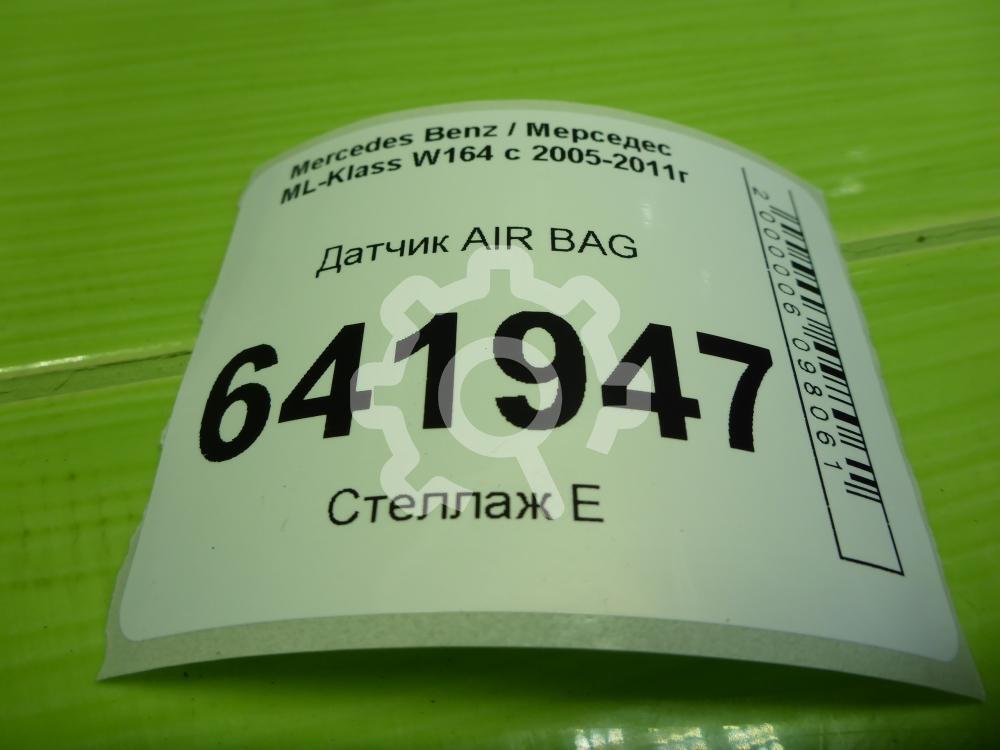 Mercedes Benz / Мерседес
ML-Klass W164 с 2005-2011г
Датчик AIR BAG
641947
Стеллаж E
2000006098061